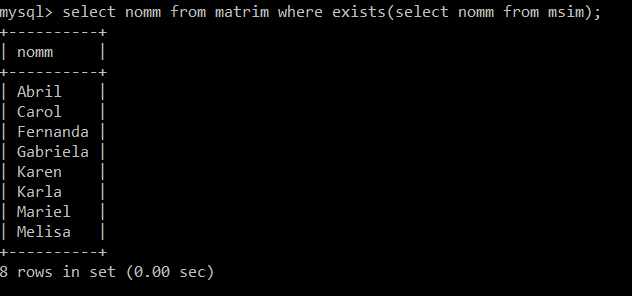 mysql> select nomm from matrim where exists(select nomm from msim);
+----------+
| nomm     |
+----------+
| Abril    |
| Carol    |
| Fernanda |
| Gabriela |
| Karen    |
| Karla    |
| Mariel   |
| Melisa   |
+----------+
8 rows in set (0.00 sec)